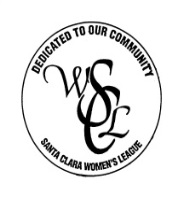 DEDICATED TO OUR COMMUNITY
WSCL
SANTA CLARA WOMEN'S LEAGUE